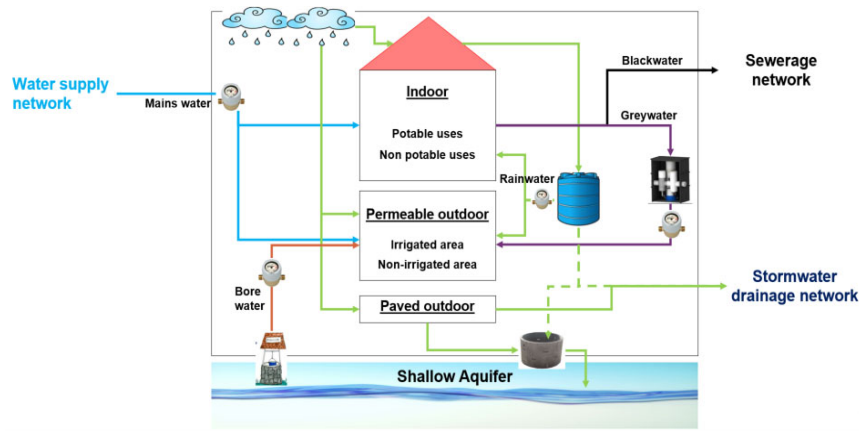 Blackwater
Sewerage
network
Water supply
network
Mains water
Indoor
Greywater
Potable uses
Non potable uses
Rainwater
Permeable outdoor
Irrigated area
Non-irrigated area
Bore
water
Paved outdoor
Stormwater
drainage network
Shallow Aquifer